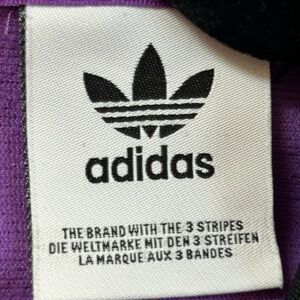 adidas
THE BRAND WITH THE 3 STRIPES
DIE WELTMARKE MIT DEN 3 STREIFEN
LA MARQUE AUX 3 BANDES